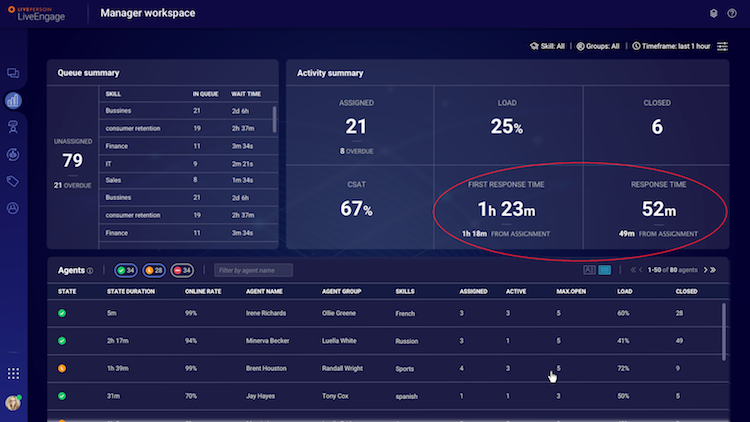 LIVEPERSON
LiveEngage
Manager workspace
Skill: All | Groups: All | Timeframe: last 1 hour
Queue summary
UNASSIGNED
79
21 OVERDUE
SKILL IN QUEUE WAIT TIME
Bussines 21 2d 6h
consumer retention 19 2h 37m
Finance 11 3m 34s
IT 9 2m 21s
Sales 8 1m 34s
Bussines 21 2d 6h
consumer retention 19 2h 37m
Finance 11 3m 34s
Activity summary
ASSIGNED
21
8 OVERDUE
LOAD
25%
CLOSED
6
CSAT
67%
FIRST RESPONSE TIME
1h 23m
1h 18m FROM ASSIGNMENT
RESPONSE TIME
52m
49m FROM ASSIGNMENT
Agents 34 28 34 Filter by agent name 1-50 of 80 agents
STATE STATE DURATION ONLINE RATE AGENT NAME AGENT GROUP SKILLS ASSIGNED ACTIVE MAX.OPEN LOAD CLOSED
5m 99% Irene Richards Ollie Greene French 3 3 5 60% 28
2h 17m 94% Minerva Becker Luella White Russion 3 1 5 41% 49
1h 39m 99% Brent Houston Randall Wright Sports 4 3 5 72% 9
31m 70% Jay Hayes Tony Cox spanish 1 1 3 50% 5